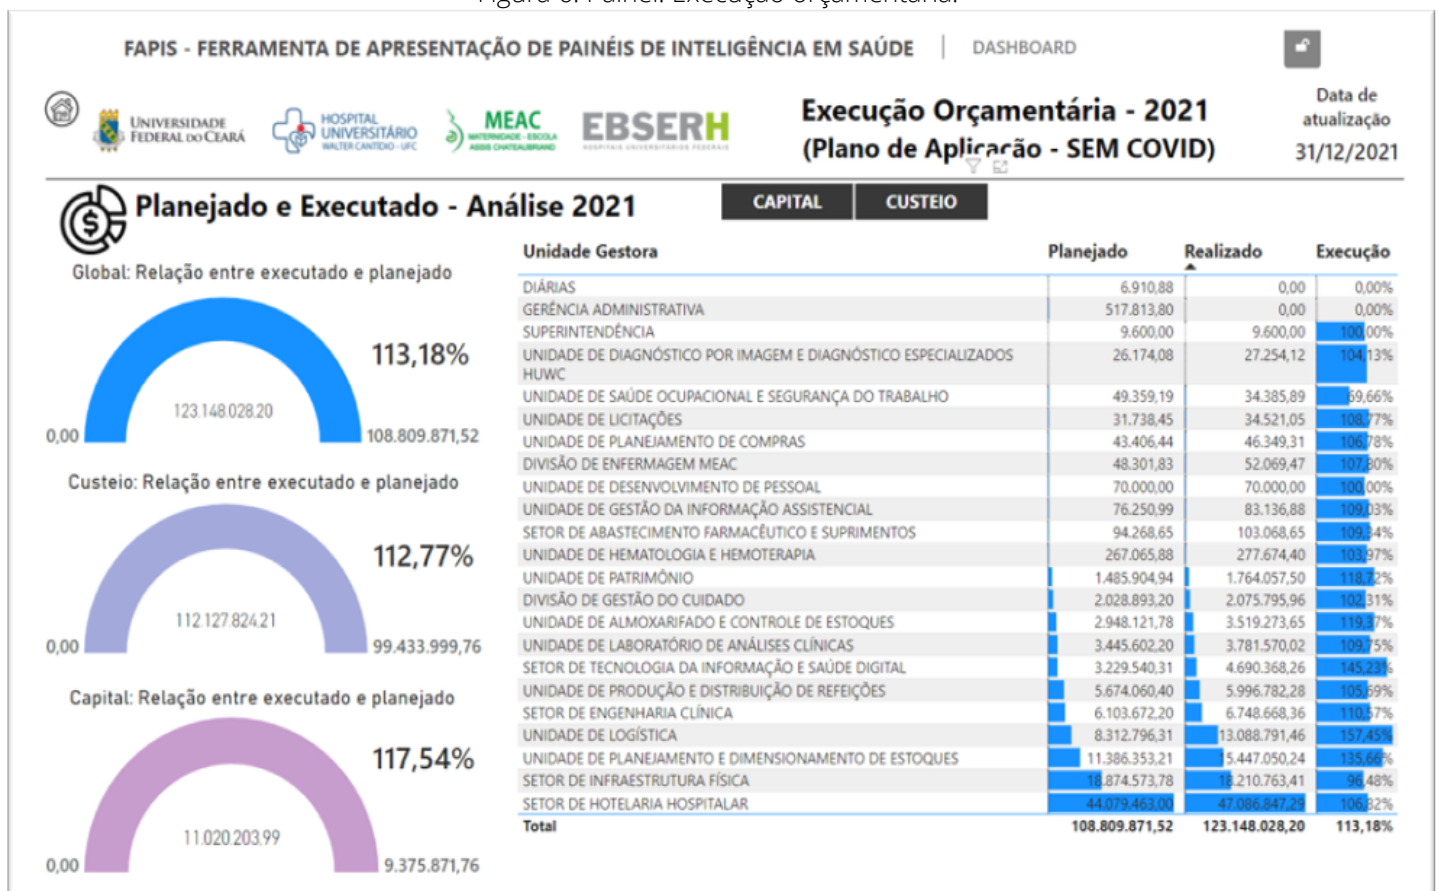 Figura 6. Painel: Execução orçamentária.
FAPIS - FERRAMENTA DE APRESENTAÇÃO DE PAINÉIS DE INTELIGÊNCIA EM SAÚDE | DASHBOARD
UNIVERSIDADE
FEDERAL DO CEARÁ
HOSPITAL
UNIVERSITÁRIO
WALTER CANTÍDIO - UFC
MEAC
MATERNIDADE - ESCOLA
ASSIS CHATEAUBRIAND
EBSERH
HOSPITAIS UNIVERSITÁRIOS FEDERAIS
Execução Orçamentária - 2021
(Plano de Aplicação - SEM COVID)
Data de
atualização
31/12/2021
Planejado e Executado - Análise 2021
CAPITAL
CUSTEIO
Global: Relação entre executado e planejado
113,18%
123.148.028.20
0,00
108.809.871,52
Custeio: Relação entre executado e planejado
112,77%
112.127.824.21
0,00
99.433.999,76
Capital: Relação entre executado e planejado
117,54%
11.020.203.99
0,00
9.375.871,76
Unidade Gestora Planejado Realizado Execução
DIÁRIAS 6.910,88 0,00 0,00%
GERÊNCIA ADMINISTRATIVA 517.813,80 0,00 0,00%
SUPERINTENDÊNCIA 9.600,00 9.600,00 100,00%
UNIDADE DE DIAGNÓSTICO POR IMAGEM E DIAGNÓSTICO ESPECIALIZADOS 26.174,08 27.254,12 104,13%
HUWC
UNIDADE DE SAÚDE OCUPACIONAL E SEGURANÇA DO TRABALHO 49.359,19 34.385,89 69,66%
UNIDADE DE LICITAÇÕES 31.738,45 34.521,05 108,77%
UNIDADE DE PLANEJAMENTO DE COMPRAS 43.406,44 46.349,31 106,78%
DIVISÃO DE ENFERMAGEM MEAC 48.301,83 52.069,47 107,80%
UNIDADE DE DESENVOLVIMENTO DE PESSOAL 70.000,00 70.000,00 100,00%
UNIDADE DE GESTÃO DA INFORMAÇÃO ASSISTENCIAL 76.250,99 83.136,88 109,03%
SETOR DE ABASTECIMENTO FARMACÊUTICO E SUPRIMENTOS 94.268,65 103.068,65 109,34%
UNIDADE DE HEMATOLOGIA E HEMOTERAPIA 267.065,88 277.674,40 103,97%
UNIDADE DE PATRIMÔNIO 1.485.904,94 1.764.057,50 118,72%
DIVISÃO DE GESTÃO DO CUIDADO 2.028.893,20 2.075.795,96 102,31%
UNIDADE DE ALMOXARIFADO E CONTROLE DE ESTOQUES 2.948.121,78 3.519.273,65 119,37%
UNIDADE DE LABORATÓRIO DE ANÁLISES CLÍNICAS 3.445.602,20 3.781.570,02 109,75%
SETOR DE TECNOLOGIA DA INFORMAÇÃO E SAÚDE DIGITAL 3.229.540,31 4.690.368,26 145,23%
UNIDADE DE PRODUÇÃO E DISTRIBUIÇÃO DE REFEIÇÕES 5.674.060,40 5.996.782,28 105,69%
SETOR DE ENGENHARIA CLÍNICA 6.103.672,20 6.748.668,36 110,57%
UNIDADE DE LOGÍSTICA 8.312.796,31 13.088.791,46 157,45%
UNIDADE DE PLANEJAMENTO E DIMENSIONAMENTO DE ESTOQUES 11.386.353,21 15.447.050,24 135,66%
SETOR DE INFRAESTRUTURA FÍSICA 18.874.573,78 18.210.763,41 96,48%
SETOR DE HOTELARIA HOSPITALAR 44.079.463,00 47.086.847,29 106,82%
Total 108.809.871,52 123.148.028,20 113,18%